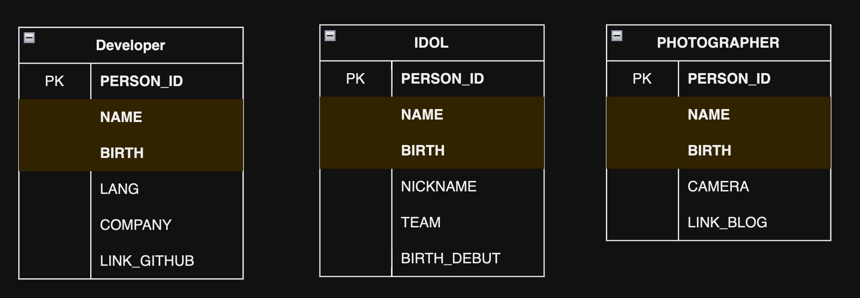 Developer
PK PERSON_ID
NAME
BIRTH
LANG
COMPANY
LINK_GITHUB
IDOL
PK PERSON_ID
NAME
BIRTH
NICKNAME
TEAM
BIRTH_DEBUT
PHOTOGRAPHER
PK PERSON_ID
NAME
BIRTH
CAMERA
LINK_BLOG